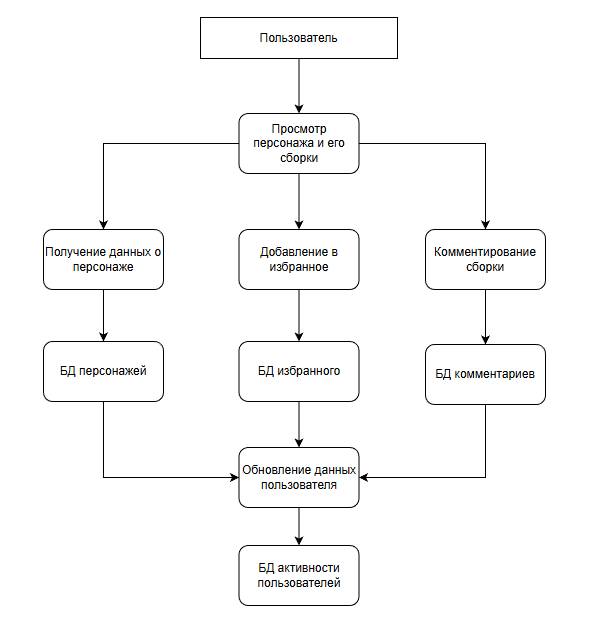 Пользователь
Просмотр
персонажа и его
сборки
Получение данных о
персонаже
Добавление в
избранное
Комментирование
сборки
БД персонажей
БД избранного
БД комментариев
Обновление данных
пользователя
БД активности
пользователей